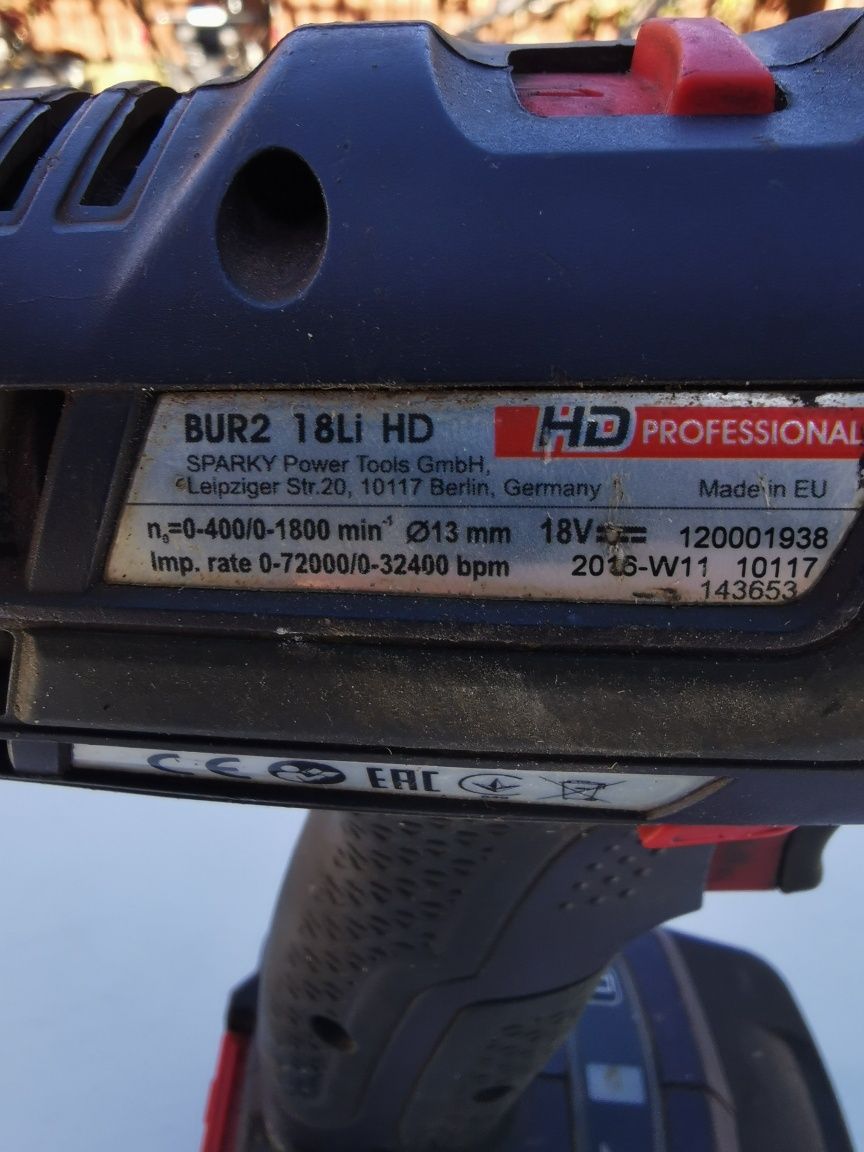 BUR2 18Li HD
HD PROFESSIONAL
SPARKY Power Tools GmbH,
Leipziger Str.20, 10117 Berlin, Germany
Made in EU
n₀=0-400/0-1800 min⁻¹ Ø13 mm 18V 120001938
Imp. rate 0-72000/0-32400 bpm 2016-W11 10117
143653
CE EAC